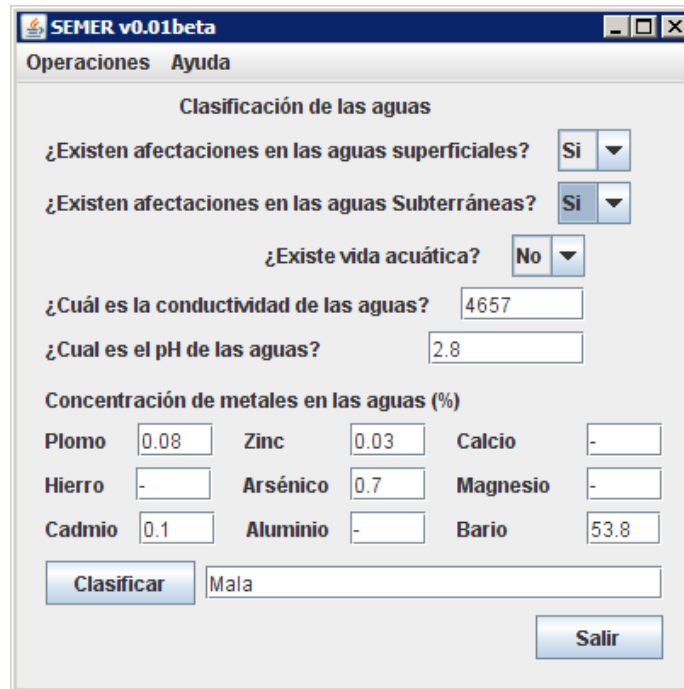 SEMER v0.01beta
Operaciones Ayuda
Clasificación de las aguas
¿Existen afectaciones en las aguas superficiales? Si
¿Existen afectaciones en las aguas Subterráneas? Si
¿Existe vida acuática? No
¿Cuál es la conductividad de las aguas? 4657
¿Cual es el pH de las aguas? 2.8
Concentración de metales en las aguas (%)
Plomo 0.08 Zinc 0.03 Calcio -
Hierro - Arsénico 0.7 Magnesio -
Cadmio 0.1 Aluminio - Bario 53.8
Clasificar Mala
Salir